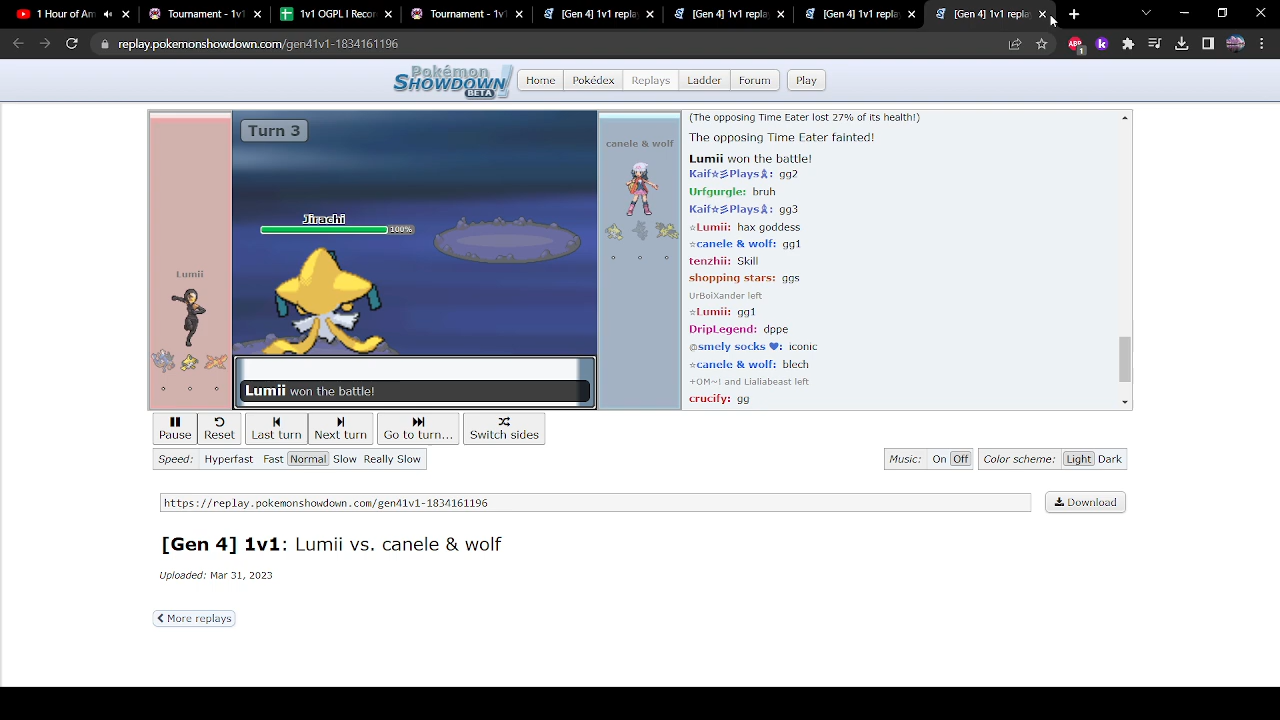 1 Hour of Am
Tournament - 1v1
1v1 OGPL I Recor
Tournament - 1v1
[Gen 4] 1v1 repla
[Gen 4] 1v1 repla
[Gen 4] 1v1 repla
[Gen 4] 1v1 repla
replay.pokemonshowdown.com/gen41v1-1834161196
ABP
1
k
Pokémon
SHOWDOWN!
BETA
Home
Pokédex
Replays
Ladder
Forum
Play
Turn 3
Jirachi
100%
Lumii
canele & wolf
Lumii won the battle!
(The opposing Time Eater lost 27% of its health!)
The opposing Time Eater fainted!
Lumii won the battle!
Kaif☆彡Plays⛄: gg2
Urfgurgle: bruh
Kaif☆彡Plays⛄: gg3
☆Lumii: hax goddess
☆canele & wolf: gg1
tenzhii: Skill
shopping stars: ggs
UrBoiXander left
☆Lumii: gg1
DripLegend: dppe
@smely socks ♥: iconic
☆canele & wolf: blech
+OM~! and Lialiabeast left
crucify: gg
Pause
Reset
Last turn
Next turn
Go to turn...
Switch sides
Speed: Hyperfast Fast Normal Slow Really Slow
Music: On Off
Color scheme: Light Dark
https://replay.pokemonshowdown.com/gen41v1-1834161196
Download
[Gen 4] 1v1: Lumii vs. canele & wolf
Uploaded: Mar 31, 2023
More replays